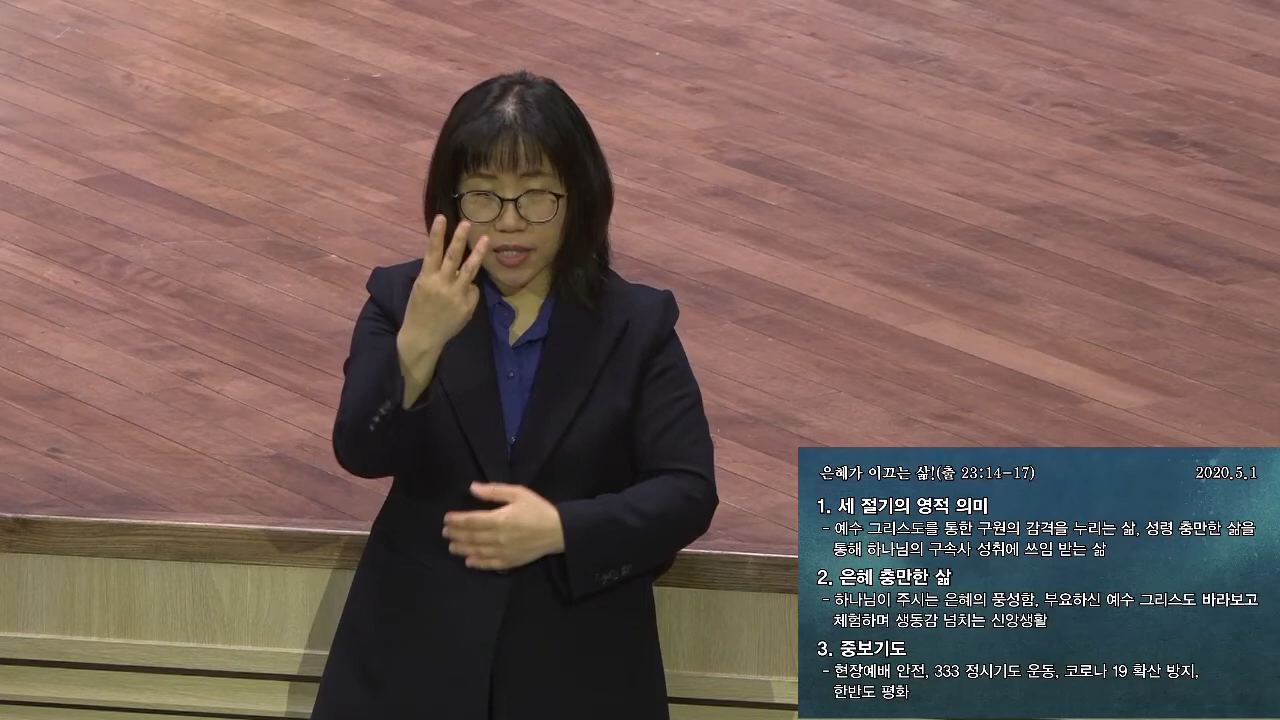 은혜가 이끄는 삶!(출 23:14-17) 2020.5.1
1. 세 절기의 영적 의미
- 예수 그리스도를 통한 구원의 감격을 누리는 삶, 성령 충만한 삶을
통해 하나님의 구속사 성취에 쓰임 받는 삶
2. 은혜 충만한 삶
- 하나님이 주시는 은혜의 풍성함, 부요하신 예수 그리스도 바라보고
체험하며 생동감 넘치는 신앙생활
3. 중보기도
- 현장예배 안전, 333 정시기도 운동, 코로나 19 확산 방지,
한반도 평화